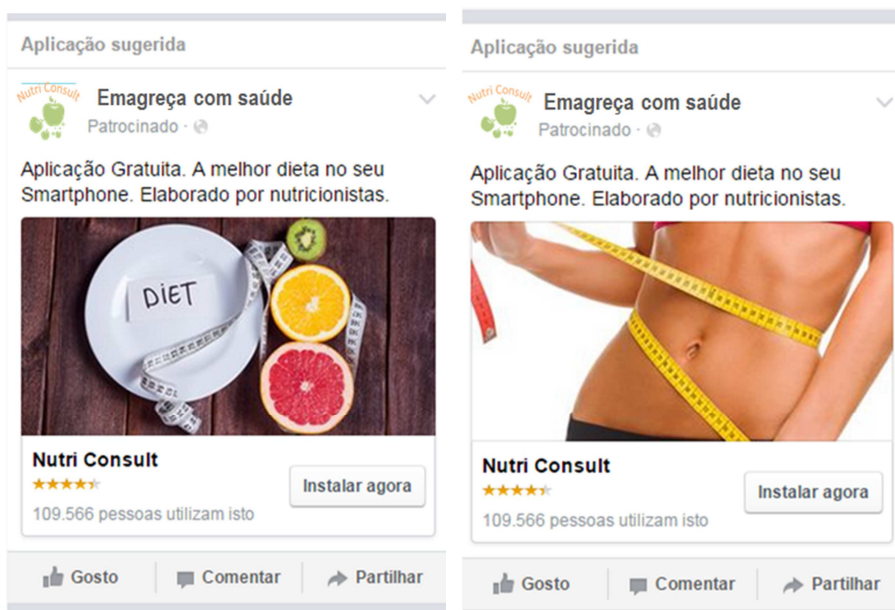 Aplicação sugerida
Nutri Consult
Emagreça com saúde
Patrocinado ·
Aplicação Gratuita. A melhor dieta no seu
Smartphone. Elaborado por nutricionistas.
DiET
Nutri Consult
Instalar agora
109.566 pessoas utilizam isto
Gosto
Comentar
Partilhar
Aplicação sugerida
Nutri Consult
Emagreça com saúde
Patrocinado ·
Aplicação Gratuita. A melhor dieta no seu
Smartphone. Elaborado por nutricionistas.
Nutri Consult
Instalar agora
109.566 pessoas utilizam isto
Gosto
Comentar
Partilhar